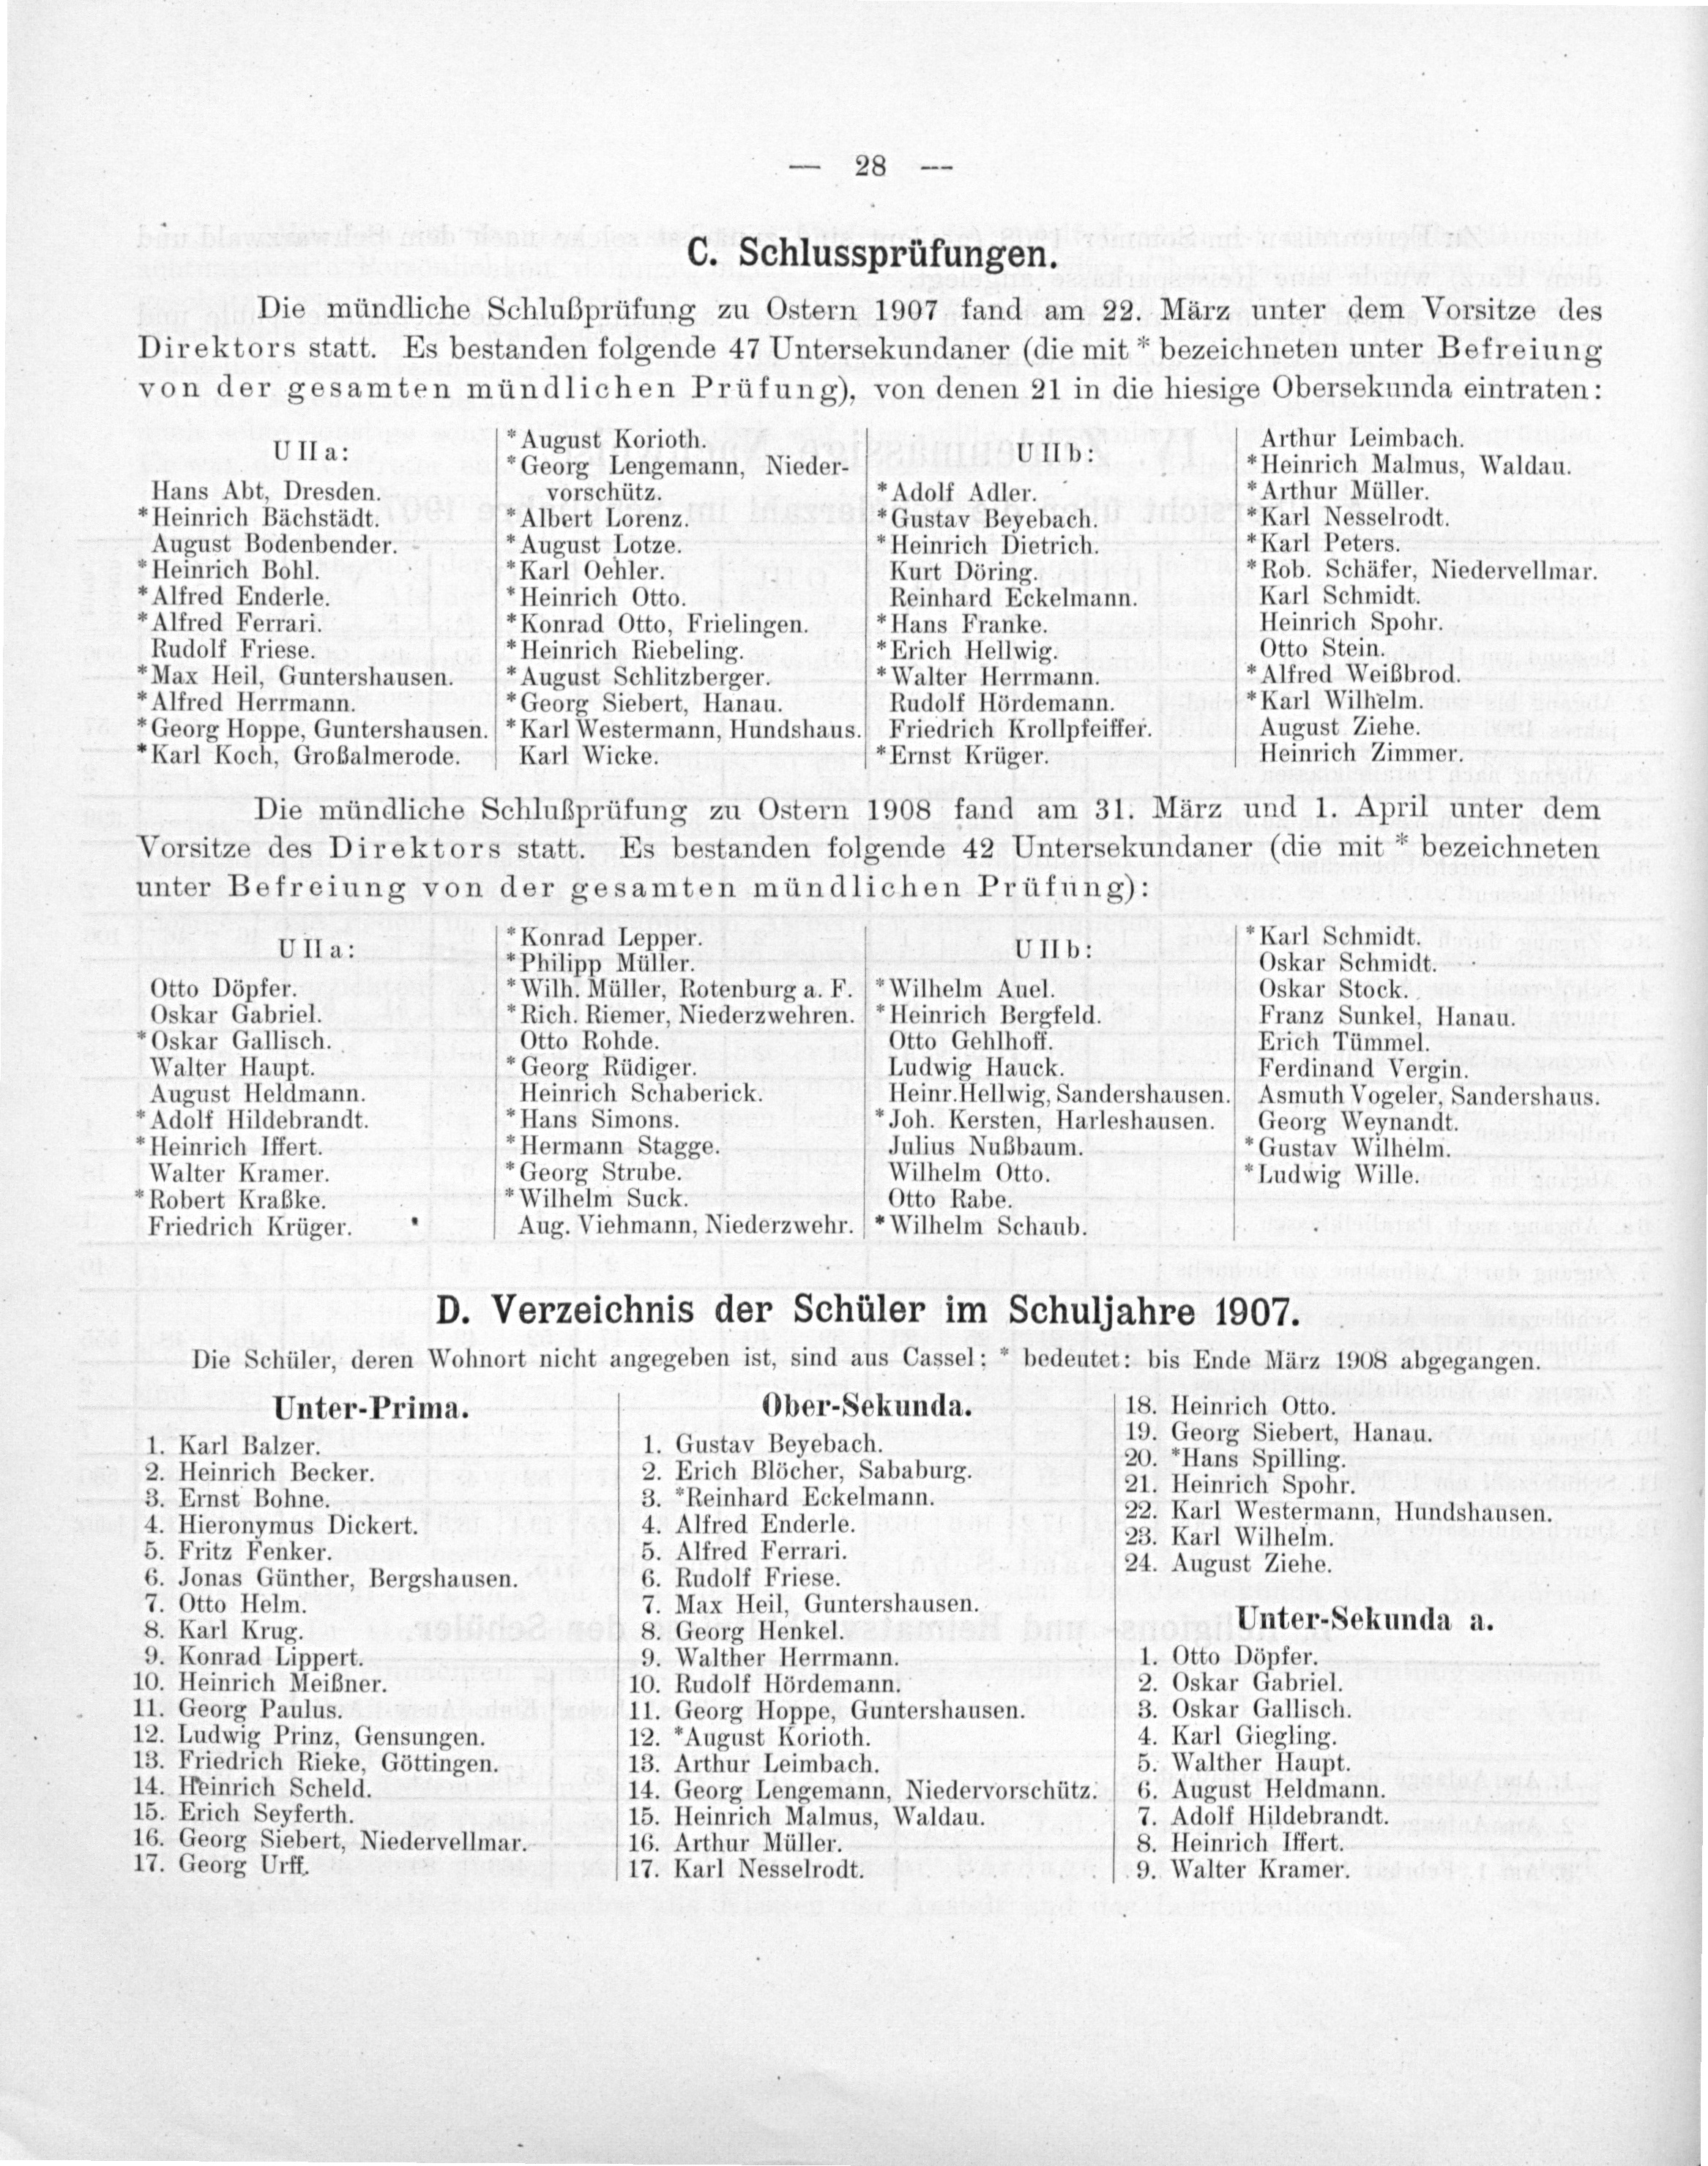 — 28 —
C. Schlussprüfungen.
Die mündliche Schlußprüfung zu Ostern 1907 fand am 22. März unter dem Vorsitze des
Direktors statt. Es bestanden folgende 47 Untersekundaner (die mit * bezeichneten unter Befreiung
von der gesamten mündlichen Prüfung), von denen 21 in die hiesige Obersekunda eintraten:
U II a:
Hans Abt, Dresden.
*Heinrich Bächstädt.
August Bodenbender.
*Heinrich Bohl.
*Alfred Enderle.
*Alfred Ferrari.
Rudolf Friese.
*Max Heil, Guntershausen.
*Alfred Herrmann.
*Georg Hoppe, Guntershausen.
*Karl Koch, Großalmerode.
*August Korioth.
*Georg Lengemann, Nieder-
vorschütz.
*Albert Lorenz.
*August Lotze.
*Karl Oehler.
*Heinrich Otto.
*Konrad Otto, Frielingen.
*Heinrich Riebeling.
*August Schlitzberger.
*Georg Siebert, Hanau.
*Karl Westermann, Hundshaus.
Karl Wicke.
U II b:
*Adolf Adler.
*Gustav Beyebach.
*Heinrich Dietrich.
Kurt Döring.
Reinhard Eckelmann.
*Hans Franke.
*Erich Hellwig.
*Walter Herrmann.
Rudolf Hördemann.
Friedrich Krollpfeiffer.
*Ernst Krüger.
Arthur Leimbach.
*Heinrich Malmus, Waldau.
*Arthur Müller.
*Karl Nesselrodt.
*Karl Peters.
*Rob. Schäfer, Niedervellmar.
Karl Schmidt.
Heinrich Spohr.
Otto Stein.
*Alfred Weißbrod.
*Karl Wilhelm.
August Ziehe.
Heinrich Zimmer.
Die mündliche Schlußprüfung zu Ostern 1908 fand am 31. März und 1. April unter dem
Vorsitze des Direktors statt. Es bestanden folgende 42 Untersekundaner (die mit * bezeichneten
unter Befreiung von der gesamten mündlichen Prüfung):
U II a:
Otto Döpfer.
Oskar Gabriel.
*Oskar Gallisch.
Walter Haupt.
August Heldmann.
*Adolf Hildebrandt.
*Heinrich Iffert.
Walter Kramer.
*Robert Kraßke.
Friedrich Krüger.
*Konrad Lepper.
*Philipp Müller.
*Wilh. Müller, Rotenburg a. F.
*Rich. Riemer, Niederzwehren.
Otto Rohde.
*Georg Rüdiger.
Heinrich Schaberick.
*Hans Simons.
*Hermann Stagge.
*Georg Strube.
*Wilhelm Suck.
Aug. Viehmann, Niederzwehr.
U II b:
*Wilhelm Auel.
*Heinrich Bergfeld.
Otto Gehlhoff.
Ludwig Hauck.
Heinr. Hellwig, Sandershausen.
*Joh. Kersten, Harleshausen.
Julius Nußbaum.
Wilhelm Otto.
Otto Rabe.
*Wilhelm Schaub.
*Karl Schmidt.
Oskar Schmidt.
Oskar Stock.
Franz Sunkel, Hanau.
Erich Tümmel.
Ferdinand Vergin.
Asmuth Vogeler, Sandershaus.
Georg Weynandt.
*Gustav Wilhelm.
*Ludwig Wille.
D. Verzeichnis der Schüler im Schuljahre 1907.
Die Schüler, deren Wohnort nicht angegeben ist, sind aus Cassel; * bedeutet: bis Ende März 1908 abgegangen.
Unter-Prima.
1. Karl Balzer.
2. Heinrich Becker.
3. Ernst Bohne.
4. Hieronymus Dickert.
5. Fritz Fenker.
6. Jonas Günther, Bergshausen.
7. Otto Helm.
8. Karl Krug.
9. Konrad Lippert.
10. Heinrich Meißner.
11. Georg Paulus.
12. Ludwig Prinz, Gensungen.
13. Friedrich Rieke, Göttingen.
14. Heinrich Scheld.
15. Erich Seyferth.
16. Georg Siebert, Niedervellmar.
17. Georg Urff.
Ober-Sekunda.
1. Gustav Beyebach.
2. Erich Blöcher, Sababurg.
3. *Reinhard Eckelmann.
4. Alfred Enderle.
5. Alfred Ferrari.
6. Rudolf Friese.
7. Max Heil, Guntershausen.
8. Georg Henkel.
9. Walther Herrmann.
10. Rudolf Hördemann.
11. Georg Hoppe, Guntershausen.
12. *August Korioth.
13. Arthur Leimbach.
14. Georg Lengemann, Niedervorschütz.
15. Heinrich Malmus, Waldau.
16. Arthur Müller.
17. Karl Nesselrodt.
18. Heinrich Otto.
19. Georg Siebert, Hanau.
20. *Hans Spilling.
21. Heinrich Spohr.
22. Karl Westermann, Hundshausen.
23. Karl Wilhelm.
24. August Ziehe.
Unter-Sekunda a.
1. Otto Döpfer.
2. Oskar Gabriel.
3. Oskar Gallisch.
4. Karl Giegling.
5. Walther Haupt.
6. August Heldmann.
7. Adolf Hildebrandt.
8. Heinrich Iffert.
9. Walter Kramer.